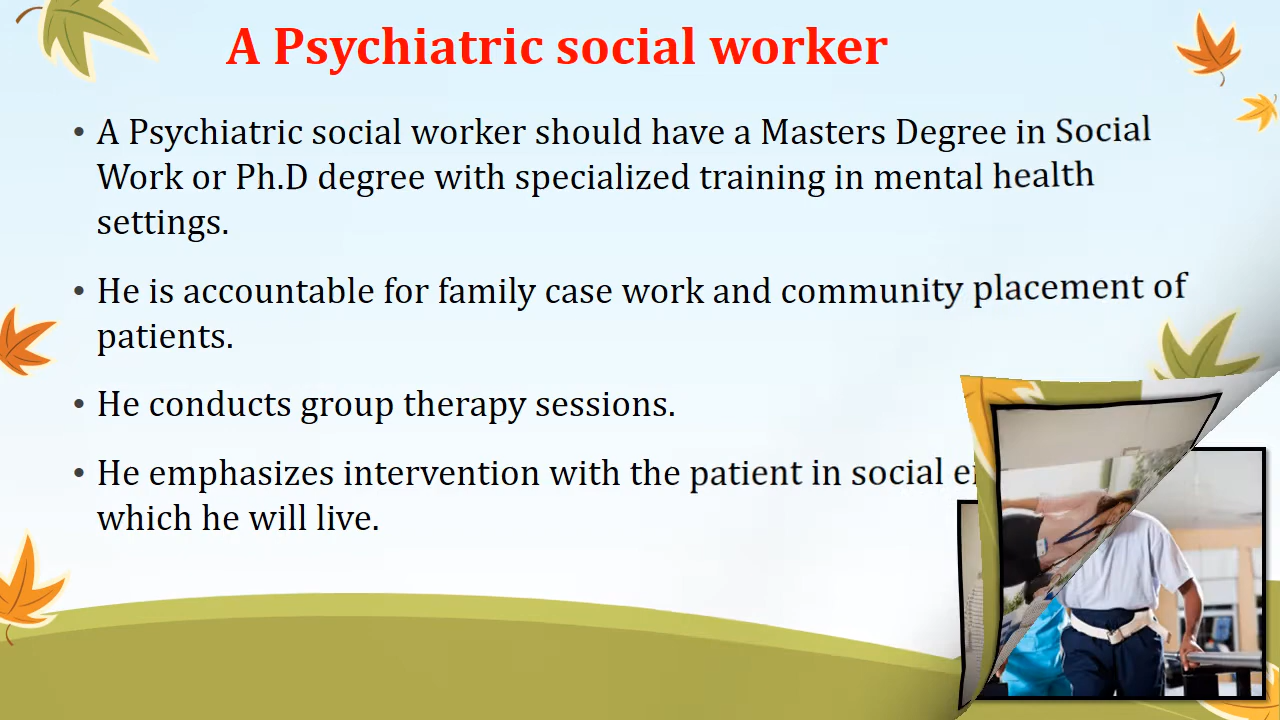 A Psychiatric social worker
• A Psychiatric social worker should have a Masters Degree in Social
Work or Ph.D degree with specialized training in mental health
settings.
• He is accountable for family case work and community placement of
patients.
• He conducts group therapy sessions.
• He emphasizes intervention with the patient in social
which he will live.